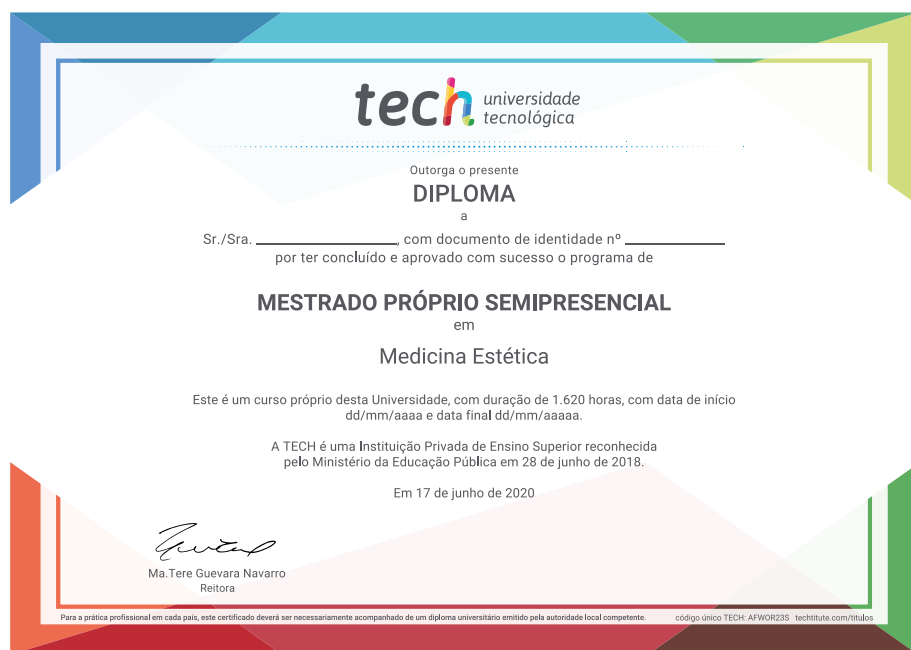 tech universidade
tecnológica
Outorga o presente
DIPLOMA
a
Sr./Sra. ____________________, com documento de identidade nº ______________
por ter concluído e aprovado com sucesso o programa de
MESTRADO PRÓPRIO SEMIPRESENCIAL
em
Medicina Estética
Este é um curso próprio desta Universidade, com duração de 1.620 horas, com data de início
dd/mm/aaaa e data final dd/mm/aaaaa.
A TECH é uma Instituição Privada de Ensino Superior reconhecida
pelo Ministério da Educação Pública em 28 de junho de 2018.
Em 17 de junho de 2020
Ma.Tere Guevara Navarro
Reitora
Para a prática profissional em cada país, este certificado deverá ser necessariamente acompanhado de um diploma universitário emitido pela autoridade local competente. código único TECH: AFWOR23S techtitute.com/titulos